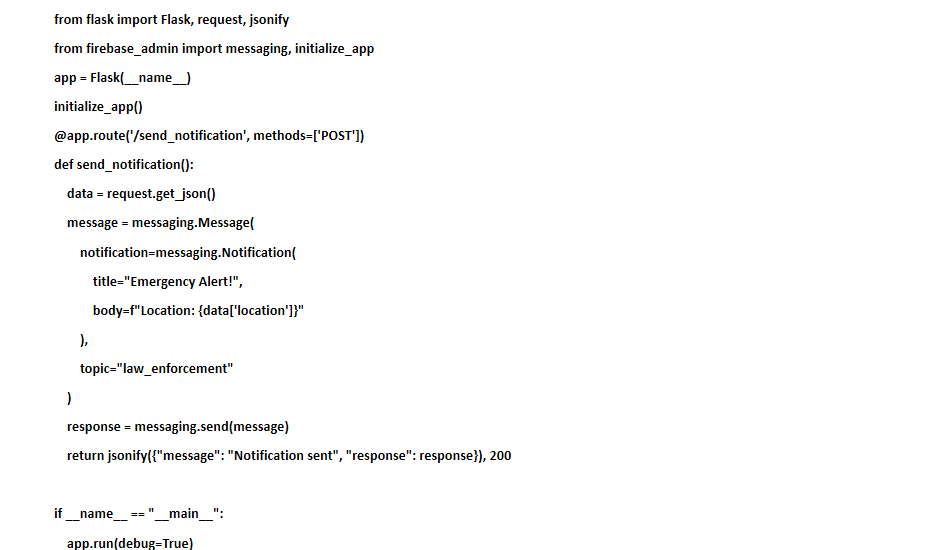 from flask import Flask, request, jsonify
from firebase_admin import messaging, initialize_app
app = Flask(__name__)
initialize_app()
@app.route('/send_notification', methods=['POST'])
def send_notification():
    data = request.get_json()
    message = messaging.Message(
        notification=messaging.Notification(
            title="Emergency Alert!",
            body=f"Location: {data['location']}"
        ),
        topic="law_enforcement"
    )
    response = messaging.send(message)
    return jsonify({"message": "Notification sent", "response": response}), 200
if __name__ == "__main__":
    app.run(debug=True)